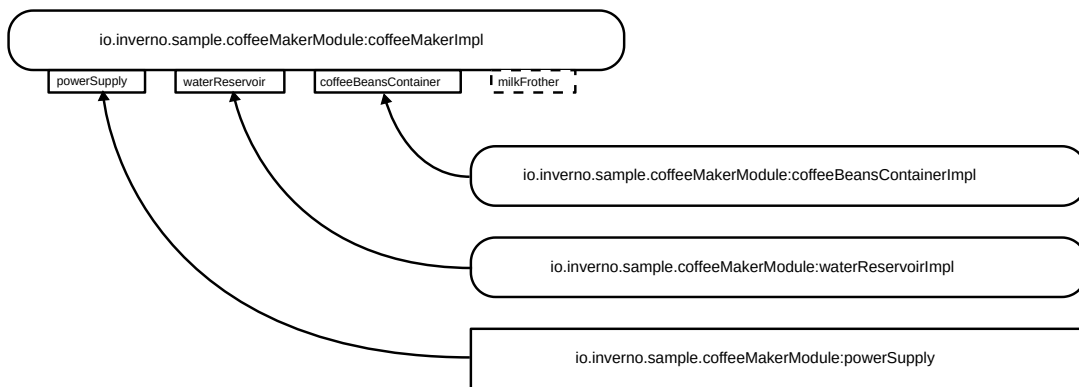 io.inverno.sample.coffeeMakerModule:coffeeMakerImpl
powerSupply waterReservoir coffeeBeansContainer milkFrother
io.inverno.sample.coffeeMakerModule:coffeeBeansContainerImpl
io.inverno.sample.coffeeMakerModule:waterReservoirImpl
io.inverno.sample.coffeeMakerModule:powerSupply